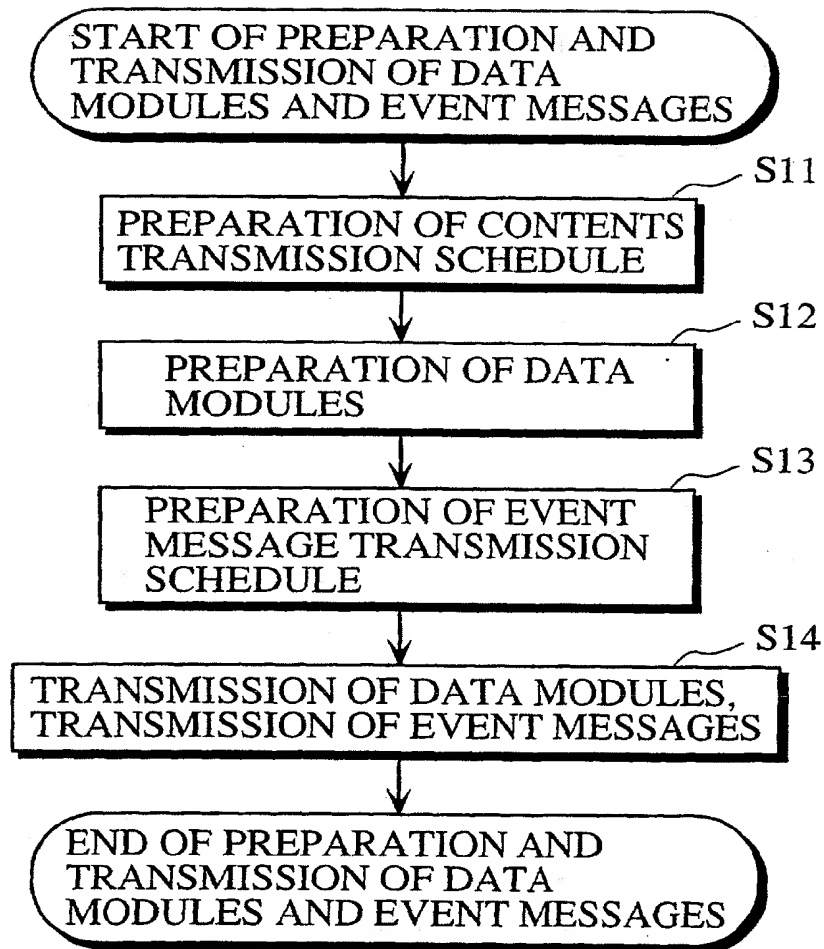 START OF PREPARATION AND
TRANSMISSION OF DATA
MODULES AND EVENT MESSAGES
S11
PREPARATION OF CONTENTS
TRANSMISSION SCHEDULE
S12
PREPARATION OF DATA
MODULES
S13
PREPARATION OF EVENT
MESSAGE TRANSMISSION
SCHEDULE
S14
TRANSMISSION OF DATA MODULES,
TRANSMISSION OF EVENT MESSAGES
END OF PREPARATION AND
TRANSMISSION OF DATA
MODULES AND EVENT MESSAGES